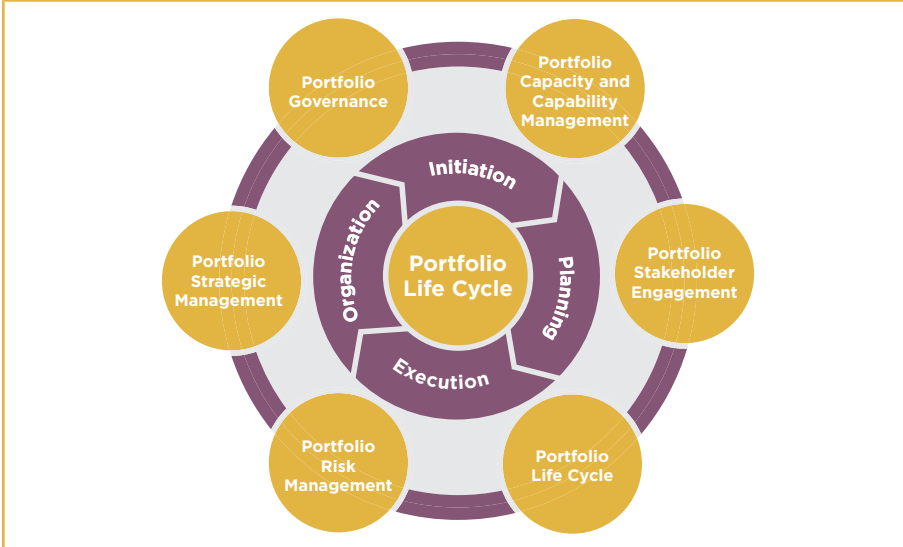 Portfolio
Governance
Portfolio
Capacity and
Capability
Management
Initiation
Organization
Portfolio
Life Cycle
Planning
Execution
Portfolio
Strategic
Management
Portfolio
Stakeholder
Engagement
Portfolio
Risk
Management
Portfolio
Life Cycle